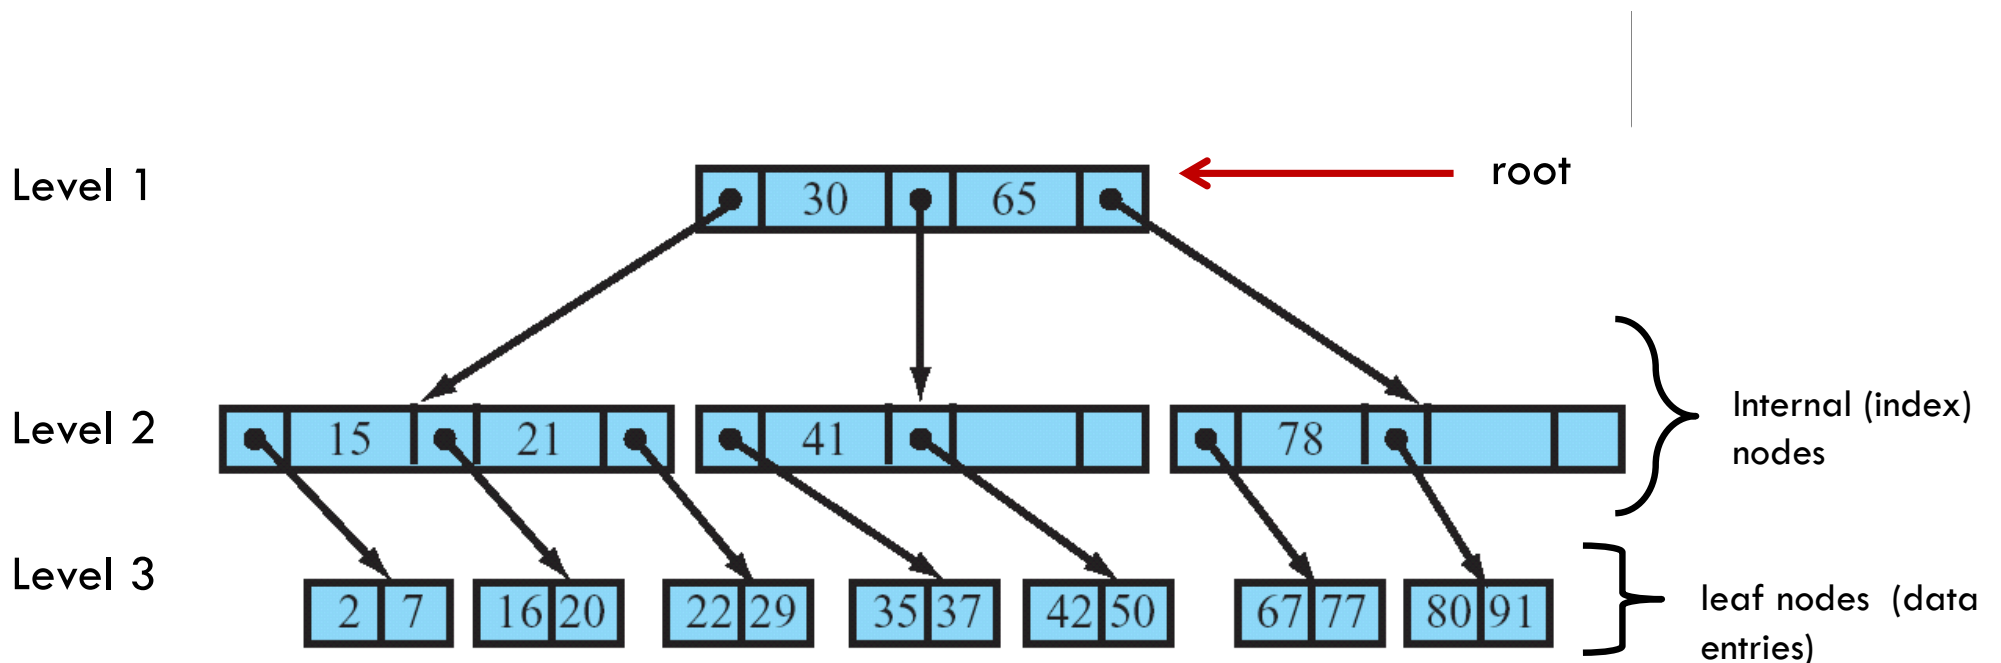 Level 1
30 65
root
Level 2
15 21 41 78
Internal (index)
nodes
Level 3
2 7 16 20 22 29 35 37 42 50 67 77 80 91
leaf nodes (data
entries)